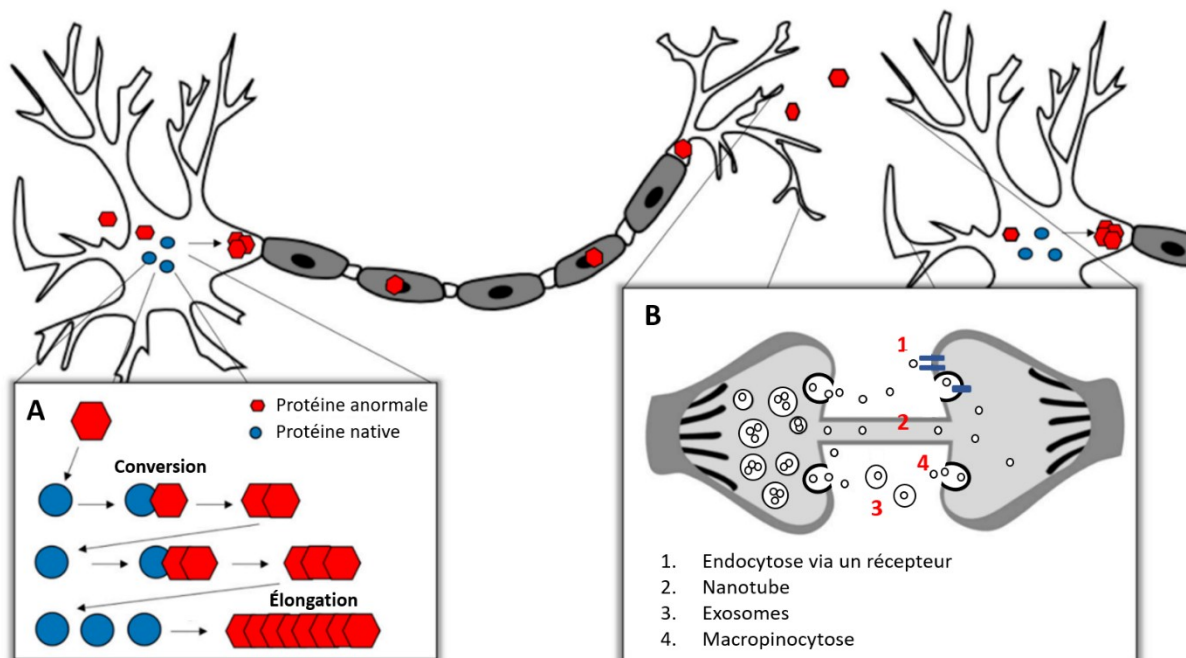 A
Protéine anormale
Protéine native
Conversion
Élongation
B
1
2
4
3
1. Endocytose via un récepteur
2. Nanotube
3. Exosomes
4. Macropinocytose